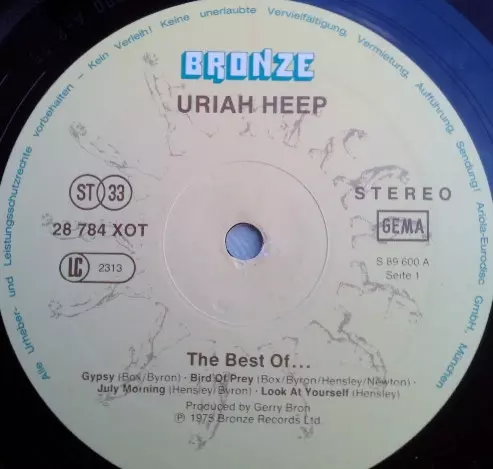 Alle Urheber- und Leistungsschutzrechte vorbehalten – Kein Verleih! Keine unerlaubte Vervielfältigung, Vermietung, Aufführung, Sendung! Ariola-Eurodisc GmbH, München
BRONZE
URIAH HEEP
ST 33
STEREO
28 784 XOT
GEMA
LC 2313
S 89 600 A
Seite 1
The Best Of...
Gypsy (Box/Byron) · Bird Of Prey (Box/Byron/Hensley/Newton) ·
July Morning (Hensley/Byron) · Look At Yourself (Hensley)
Produced by Gerry Bron
℗ 1975 Bronze Records Ltd.